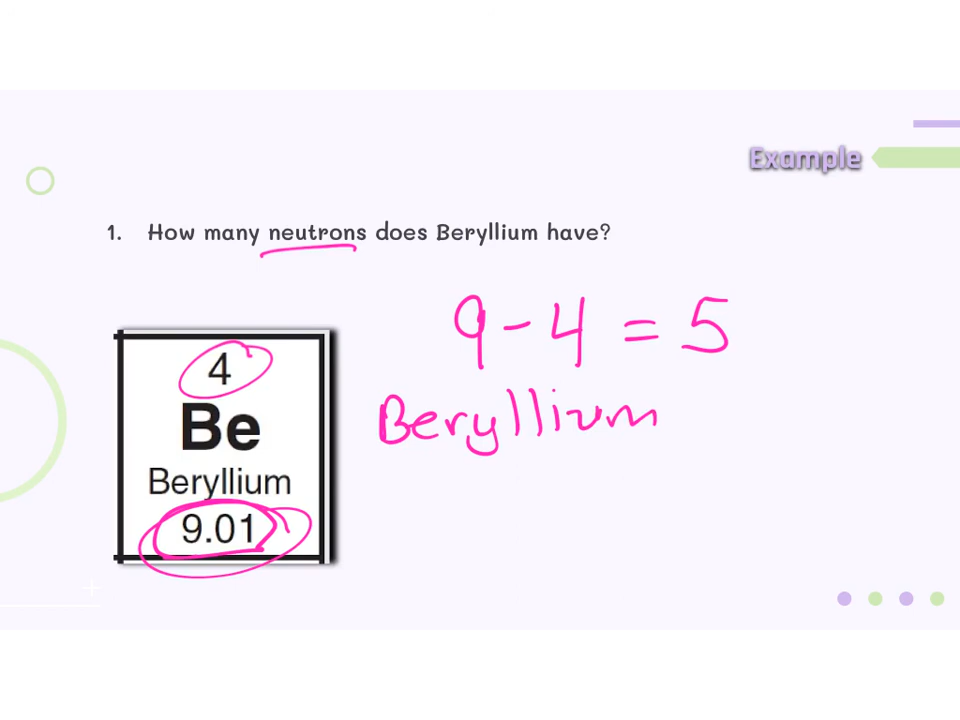 Example
1. How many neutrons does Beryllium have?
9 - 4 = 5
Beryllium
4
Be
Beryllium
9.01